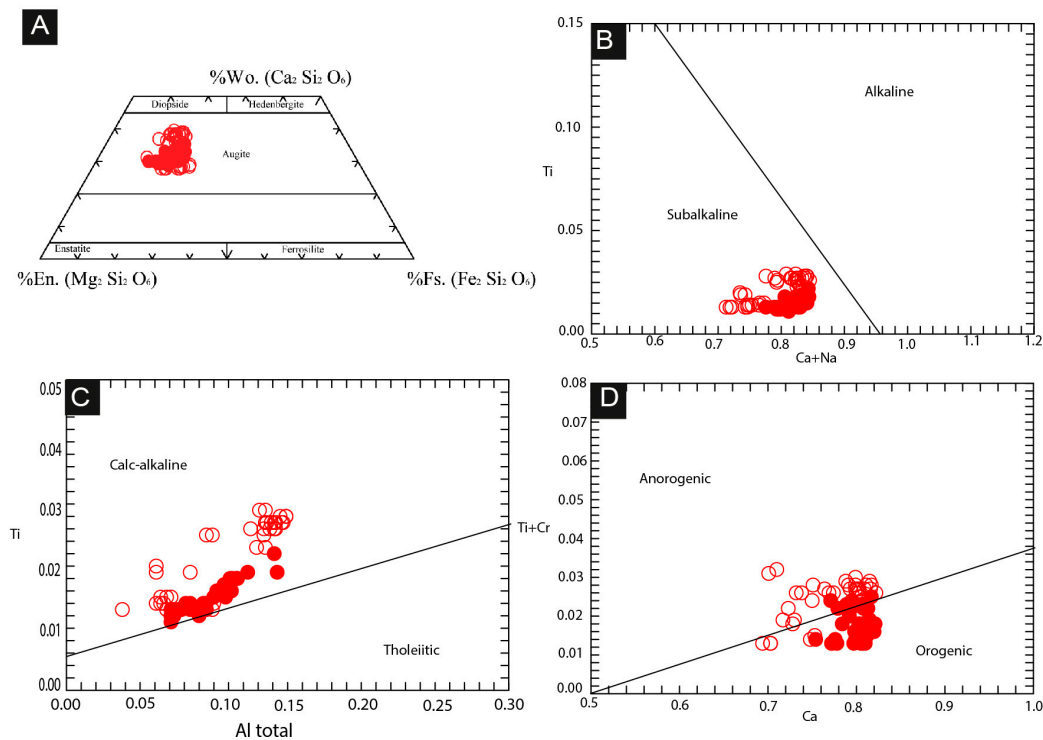 A
%Wo. (Ca₂ Si₂ O₆)
Diopside
Hedenbergite
Augite
Enstatite
Ferrosilite
%En. (Mg₂ Si₂ O₆)
%Fs. (Fe₂ Si₂ O₆)
B
0.15
0.10
Ti
0.05
0.00
Alkaline
Subalkaline
0.5
0.6
0.7
0.8
0.9
1.0
1.1
1.2
Ca+Na
C
0.05
0.04
0.03
Ti
0.02
0.01
0.00
Calc-alkaline
Tholeiitic
0.00
0.05
0.10
0.15
0.20
0.25
0.30
Al total
D
0.08
0.07
0.06
0.05
Ti+Cr
0.04
0.03
0.02
0.01
0.00
Anorogenic
Orogenic
0.5
0.6
0.7
0.8
0.9
1.0
Ca